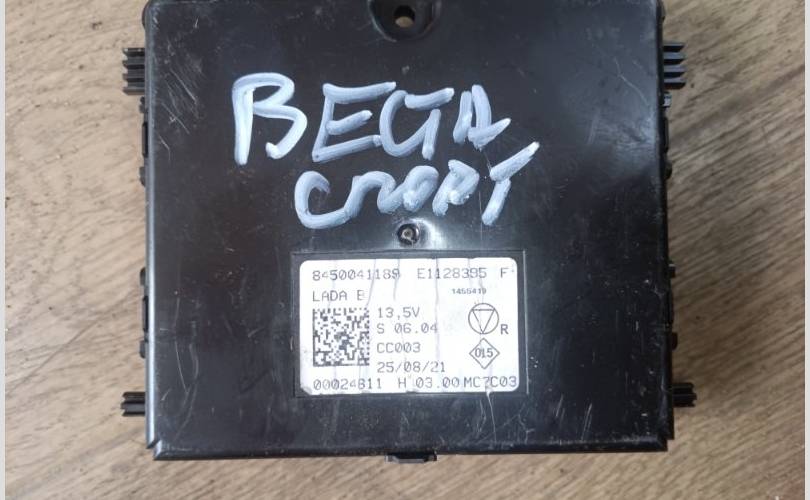 ВЕСТА
СПОРТ
8450041189 E1128395 F
LADA B 1455419
13,5V
S 06.04
R
CC003
015
25/08/21
00024811 H 03.00 MC7C03